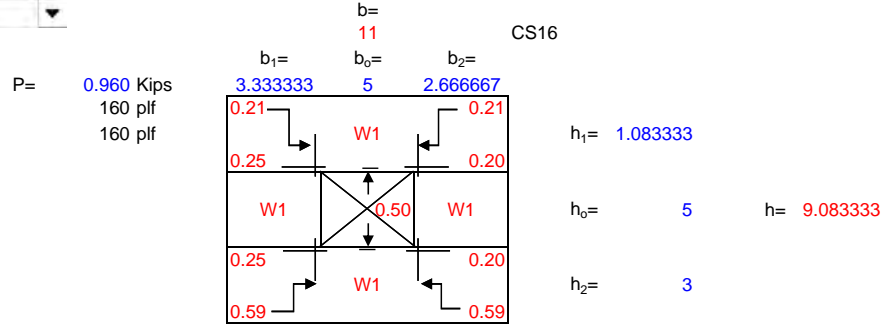 b=
11 CS16
b₁= bₒ= b₂=
P= 0.960 Kips 3.333333 5 2.666667
160 plf 0.21 0.21
160 plf W1 h₁= 1.083333
0.25 0.20
W1 0.50 W1 hₒ= 5 h= 9.083333
0.25 0.20
W1 h₂= 3
0.59 0.59